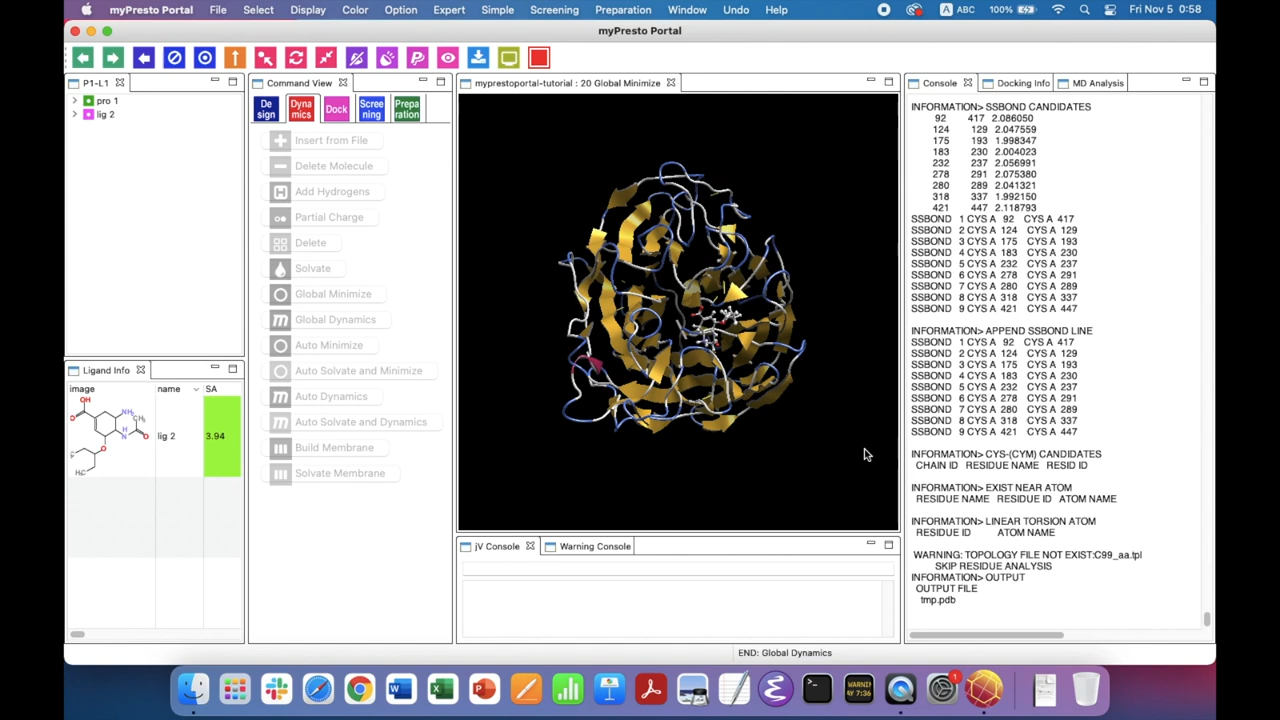 myPresto Portal File Select Display Color Option Expert Simple Screening Preparation Window Undo Help A ABC 100% Fri Nov 5 0:58
myPresto Portal
P1-L1
pro 1
lig 2
Ligand Info
image name SA
OH
O
NH₂
CH₃
NH
O
O
H₃C
lig 2
3.94
Command View
De
sign
Dyna
mics
Dock
Scree
ning
Prepa
ration
Insert from File
Delete Molecule
Add Hydrogens
Partial Charge
Delete
Solvate
Global Minimize
Global Dynamics
Auto Minimize
Auto Solvate and Minimize
Auto Dynamics
Auto Solvate and Dynamics
Build Membrane
Solvate Membrane
myprestoportal-tutorial : 20 Global Minimize
jV Console Warning Console
Console Docking Info MD Analysis
INFORMATION> SSBOND CANDIDATES
92 417 2.086050
124 129 2.047559
175 193 1.998347
183 230 2.004023
232 237 2.056991
278 291 2.075380
280 289 2.041321
318 337 1.992150
421 447 2.118793
SSBOND 1 CYS A 92 CYS A 417
SSBOND 2 CYS A 124 CYS A 129
SSBOND 3 CYS A 175 CYS A 193
SSBOND 4 CYS A 183 CYS A 230
SSBOND 5 CYS A 232 CYS A 237
SSBOND 6 CYS A 278 CYS A 291
SSBOND 7 CYS A 280 CYS A 289
SSBOND 8 CYS A 318 CYS A 337
SSBOND 9 CYS A 421 CYS A 447
INFORMATION> APPEND SSBOND LINE
SSBOND 1 CYS A 92 CYS A 417
SSBOND 2 CYS A 124 CYS A 129
SSBOND 3 CYS A 175 CYS A 193
SSBOND 4 CYS A 183 CYS A 230
SSBOND 5 CYS A 232 CYS A 237
SSBOND 6 CYS A 278 CYS A 291
SSBOND 7 CYS A 280 CYS A 289
SSBOND 8 CYS A 318 CYS A 337
SSBOND 9 CYS A 421 CYS A 447
INFORMATION> CYS-(CYM) CANDIDATES
CHAIN ID RESIDUE NAME RESID ID
INFORMATION> EXIST NEAR ATOM
RESIDUE NAME RESIDUE ID ATOM NAME
INFORMATION> LINEAR TORSION ATOM
RESIDUE ID ATOM NAME
WARNING: TOPOLOGY FILE NOT EXIST:C99_aa.tpl
SKIP RESIDUE ANALYSIS
INFORMATION> OUTPUT
OUTPUT FILE
tmp.pdb
END: Global Dynamics
WARNIN
AY 7:36
1